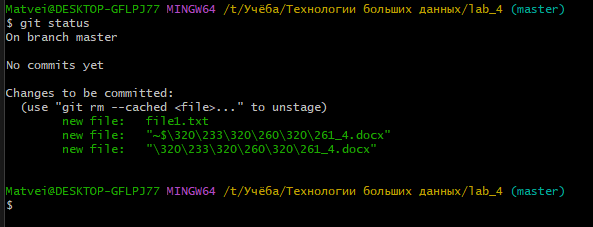 Matvei@DESKTOP-GFLPJ77 MINGW64 /t/Учёба/Технологии больших данных/lab_4 (master)
$ git status
On branch master
No commits yet
Changes to be committed:
  (use "git rm --cached <file>..." to unstage)
        new file:   file1.txt
        new file:   "~$\320\233\320\260\320\261_4.docx"
        new file:   "\320\233\320\260\320\261_4.docx"
Matvei@DESKTOP-GFLPJ77 MINGW64 /t/Учёба/Технологии больших данных/lab_4 (master)
$